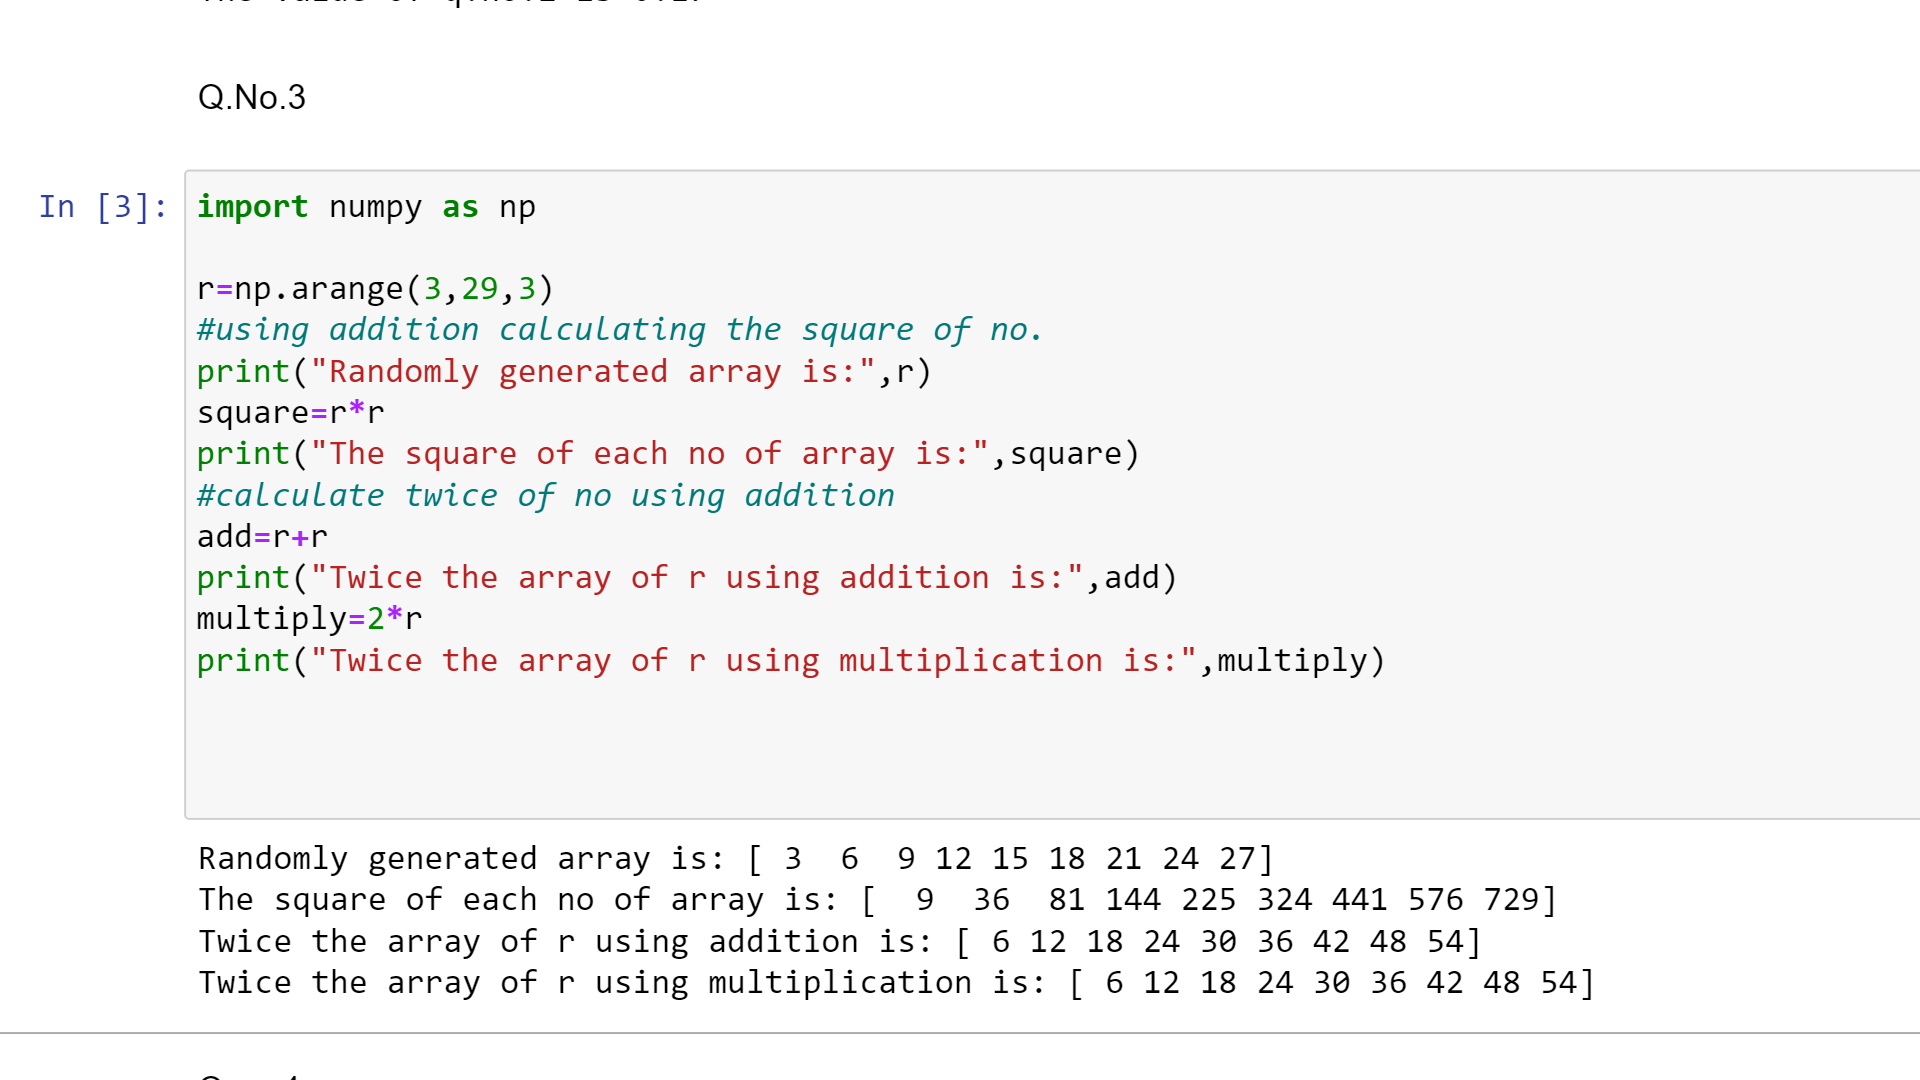 Q.No.3
In [3]:
import numpy as np
r=np.arange(3,29,3)
#using addition calculating the square of no.
print("Randomly generated array is:",r)
square=r*r
print("The square of each no of array is:",square)
#calculate twice of no using addition
add=r+r
print("Twice the array of r using addition is:",add)
multiply=2*r
print("Twice the array of r using multiplication is:",multiply)
Randomly generated array is: [ 3  6  9 12 15 18 21 24 27]
The square of each no of array is: [  9  36  81 144 225 324 441 576 729]
Twice the array of r using addition is: [ 6 12 18 24 30 36 42 48 54]
Twice the array of r using multiplication is: [ 6 12 18 24 30 36 42 48 54]